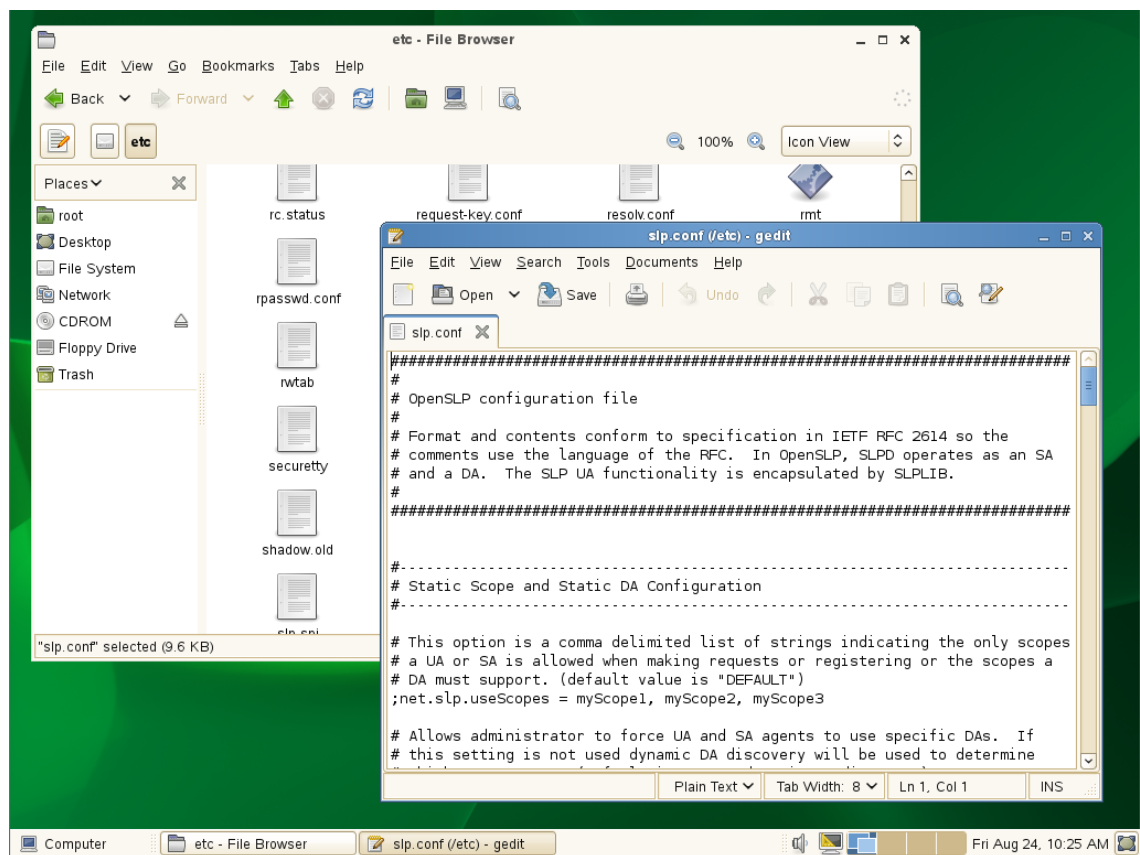 etc - File Browser
File Edit View Go Bookmarks Tabs Help
Back Forward
etc 100% Icon View
Places
root
Desktop
File System
Network
CDROM
Floppy Drive
Trash
rc.status request-key.conf resolv.conf rmt
rpasswd.conf
rwtab
securetty
shadow.old
slp.spi
"slp.conf" selected (9.6 KB)
slp.conf (/etc) - gedit
File Edit View Search Tools Documents Help
Open Save Undo
slp.conf
#############################################################################
#
# OpenSLP configuration file
#
# Format and contents conform to specification in IETF RFC 2614 so the
# comments use the language of the RFC.  In OpenSLP, SLPD operates as an SA
# and a DA.  The SLP UA functionality is encapsulated by SLPLIB.
#
#############################################################################
#----------------------------------------------------------------------------
# Static Scope and Static DA Configuration
#----------------------------------------------------------------------------
# This option is a comma delimited list of strings indicating the only scopes
# a UA or SA is allowed when making requests or registering or the scopes a
# DA must support. (default value is "DEFAULT")
;net.slp.useScopes = myScope1, myScope2, myScope3
# Allows administrator to force UA and SA agents to use specific DAs.  If
# this setting is not used dynamic DA discovery will be used to determine
Plain Text Tab Width: 8 Ln 1, Col 1 INS
Computer etc - File Browser slp.conf (/etc) - gedit Fri Aug 24, 10:25 AM